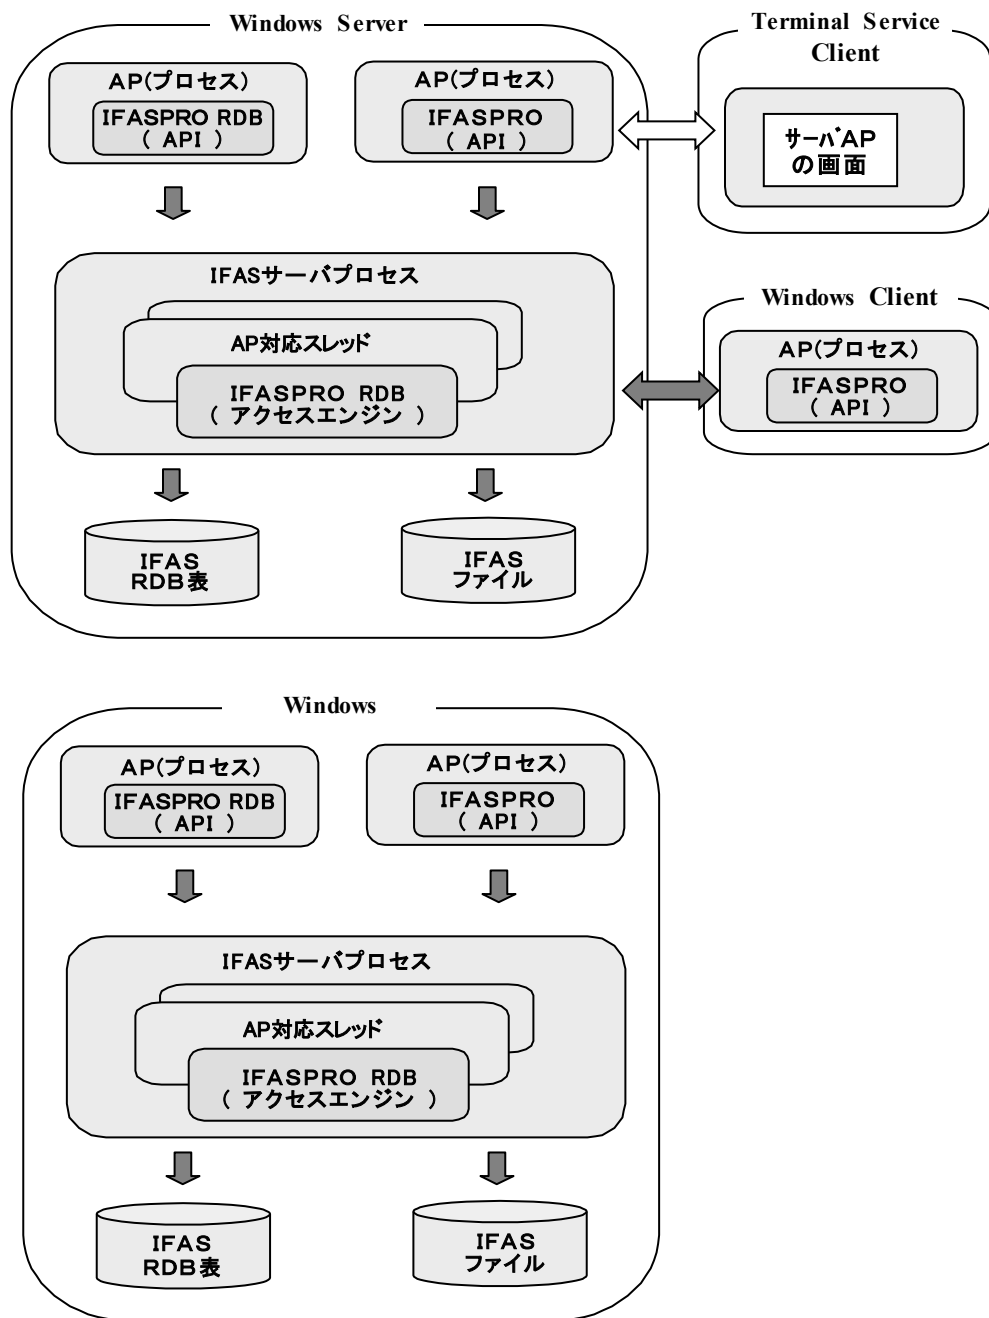 Windows Server
AP(プロセス)
IFASPRO RDB
( API )
AP(プロセス)
IFASPRO
( API )
IFASサーバプロセス
AP対応スレッド
IFASPRO RDB
( アクセスエンジン )
IFAS
RDB表
IFAS
ファイル
Terminal Service
Client
サーバAP
の画面
Windows Client
AP(プロセス)
IFASPRO
( API )
Windows
AP(プロセス)
IFASPRO RDB
( API )
AP(プロセス)
IFASPRO
( API )
IFASサーバプロセス
AP対応スレッド
IFASPRO RDB
( アクセスエンジン )
IFAS
RDB表
IFAS
ファイル